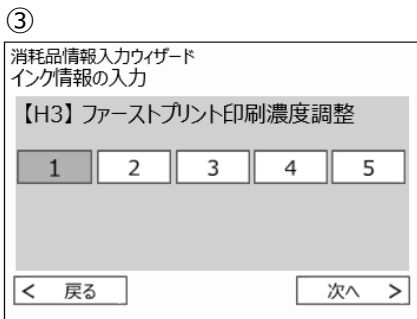 ③
消耗品情報入力ウィザード
インク情報の入力
【H3】ファーストプリント印刷濃度調整
1 2 3 4 5
< 戻る 次へ >